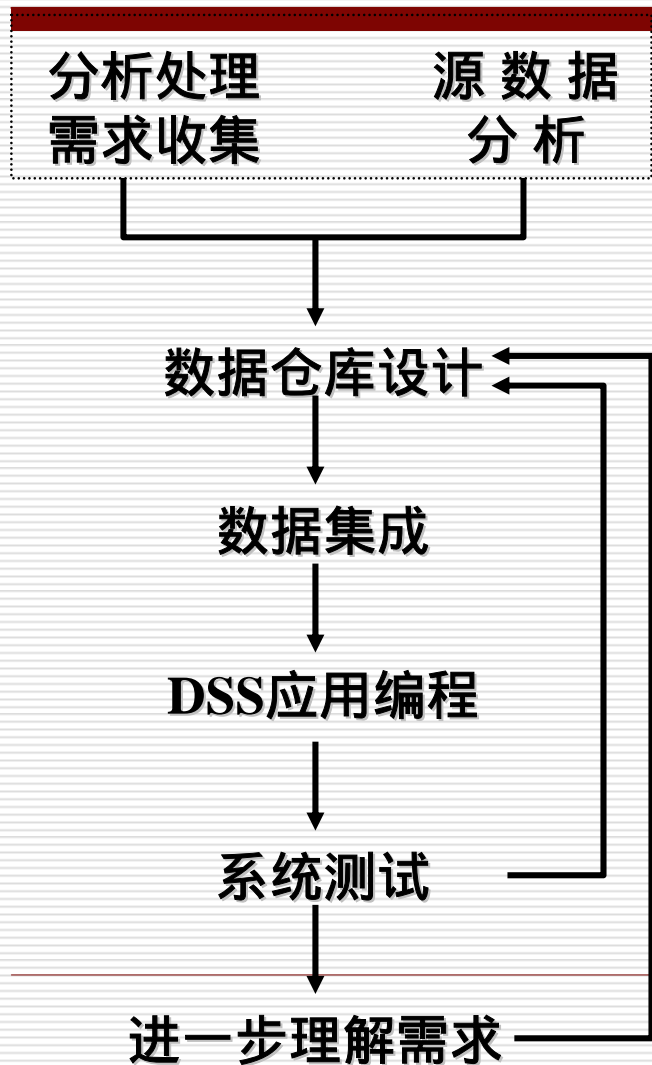 分析处理
需求收集
源 数 据
分 析
数据仓库设计
数据集成
DSS应用编程
系统测试
进一步理解需求